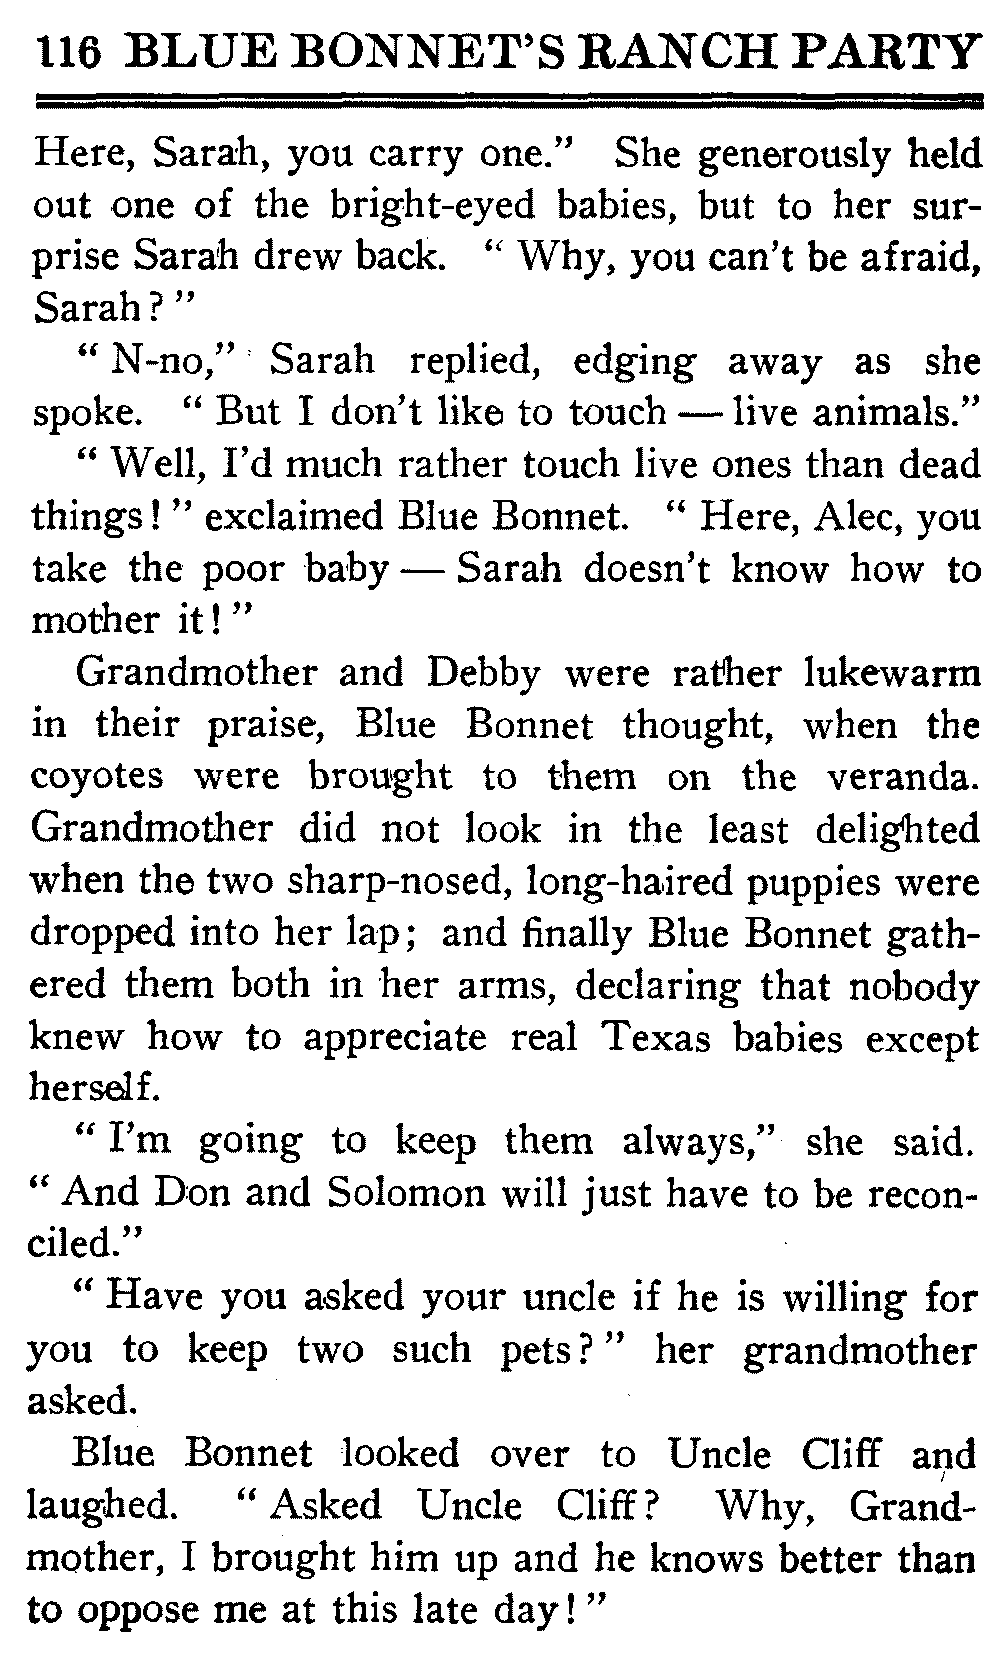 116 BLUE BONNET'S RANCH PARTY
Here, Sarah, you carry one." She generously held
out one of the bright-eyed babies, but to her sur-
prise Sarah drew back. " Why, you can't be afraid,
Sarah? "
" N-no," Sarah replied, edging away as she
spoke. " But I don't like to touch — live animals."
" Well, I'd much rather touch live ones than dead
things! " exclaimed Blue Bonnet. " Here, Alec, you
take the poor baby — Sarah doesn't know how to
mother it! "
Grandmother and Debby were rather lukewarm
in their praise, Blue Bonnet thought, when the
coyotes were brought to them on the veranda.
Grandmother did not look in the least delighted
when the two sharp-nosed, long-haired puppies were
dropped into her lap; and finally Blue Bonnet gath-
ered them both in her arms, declaring that nobody
knew how to appreciate real Texas babies except
herself.
" I'm going to keep them always," she said.
" And Don and Solomon will just have to be recon-
ciled."
" Have you asked your uncle if he is willing for
you to keep two such pets? " her grandmother
asked.
Blue Bonnet looked over to Uncle Cliff and
laughed. " Asked Uncle Cliff? Why, Grand-
mother, I brought him up and he knows better than
to oppose me at this late day! "